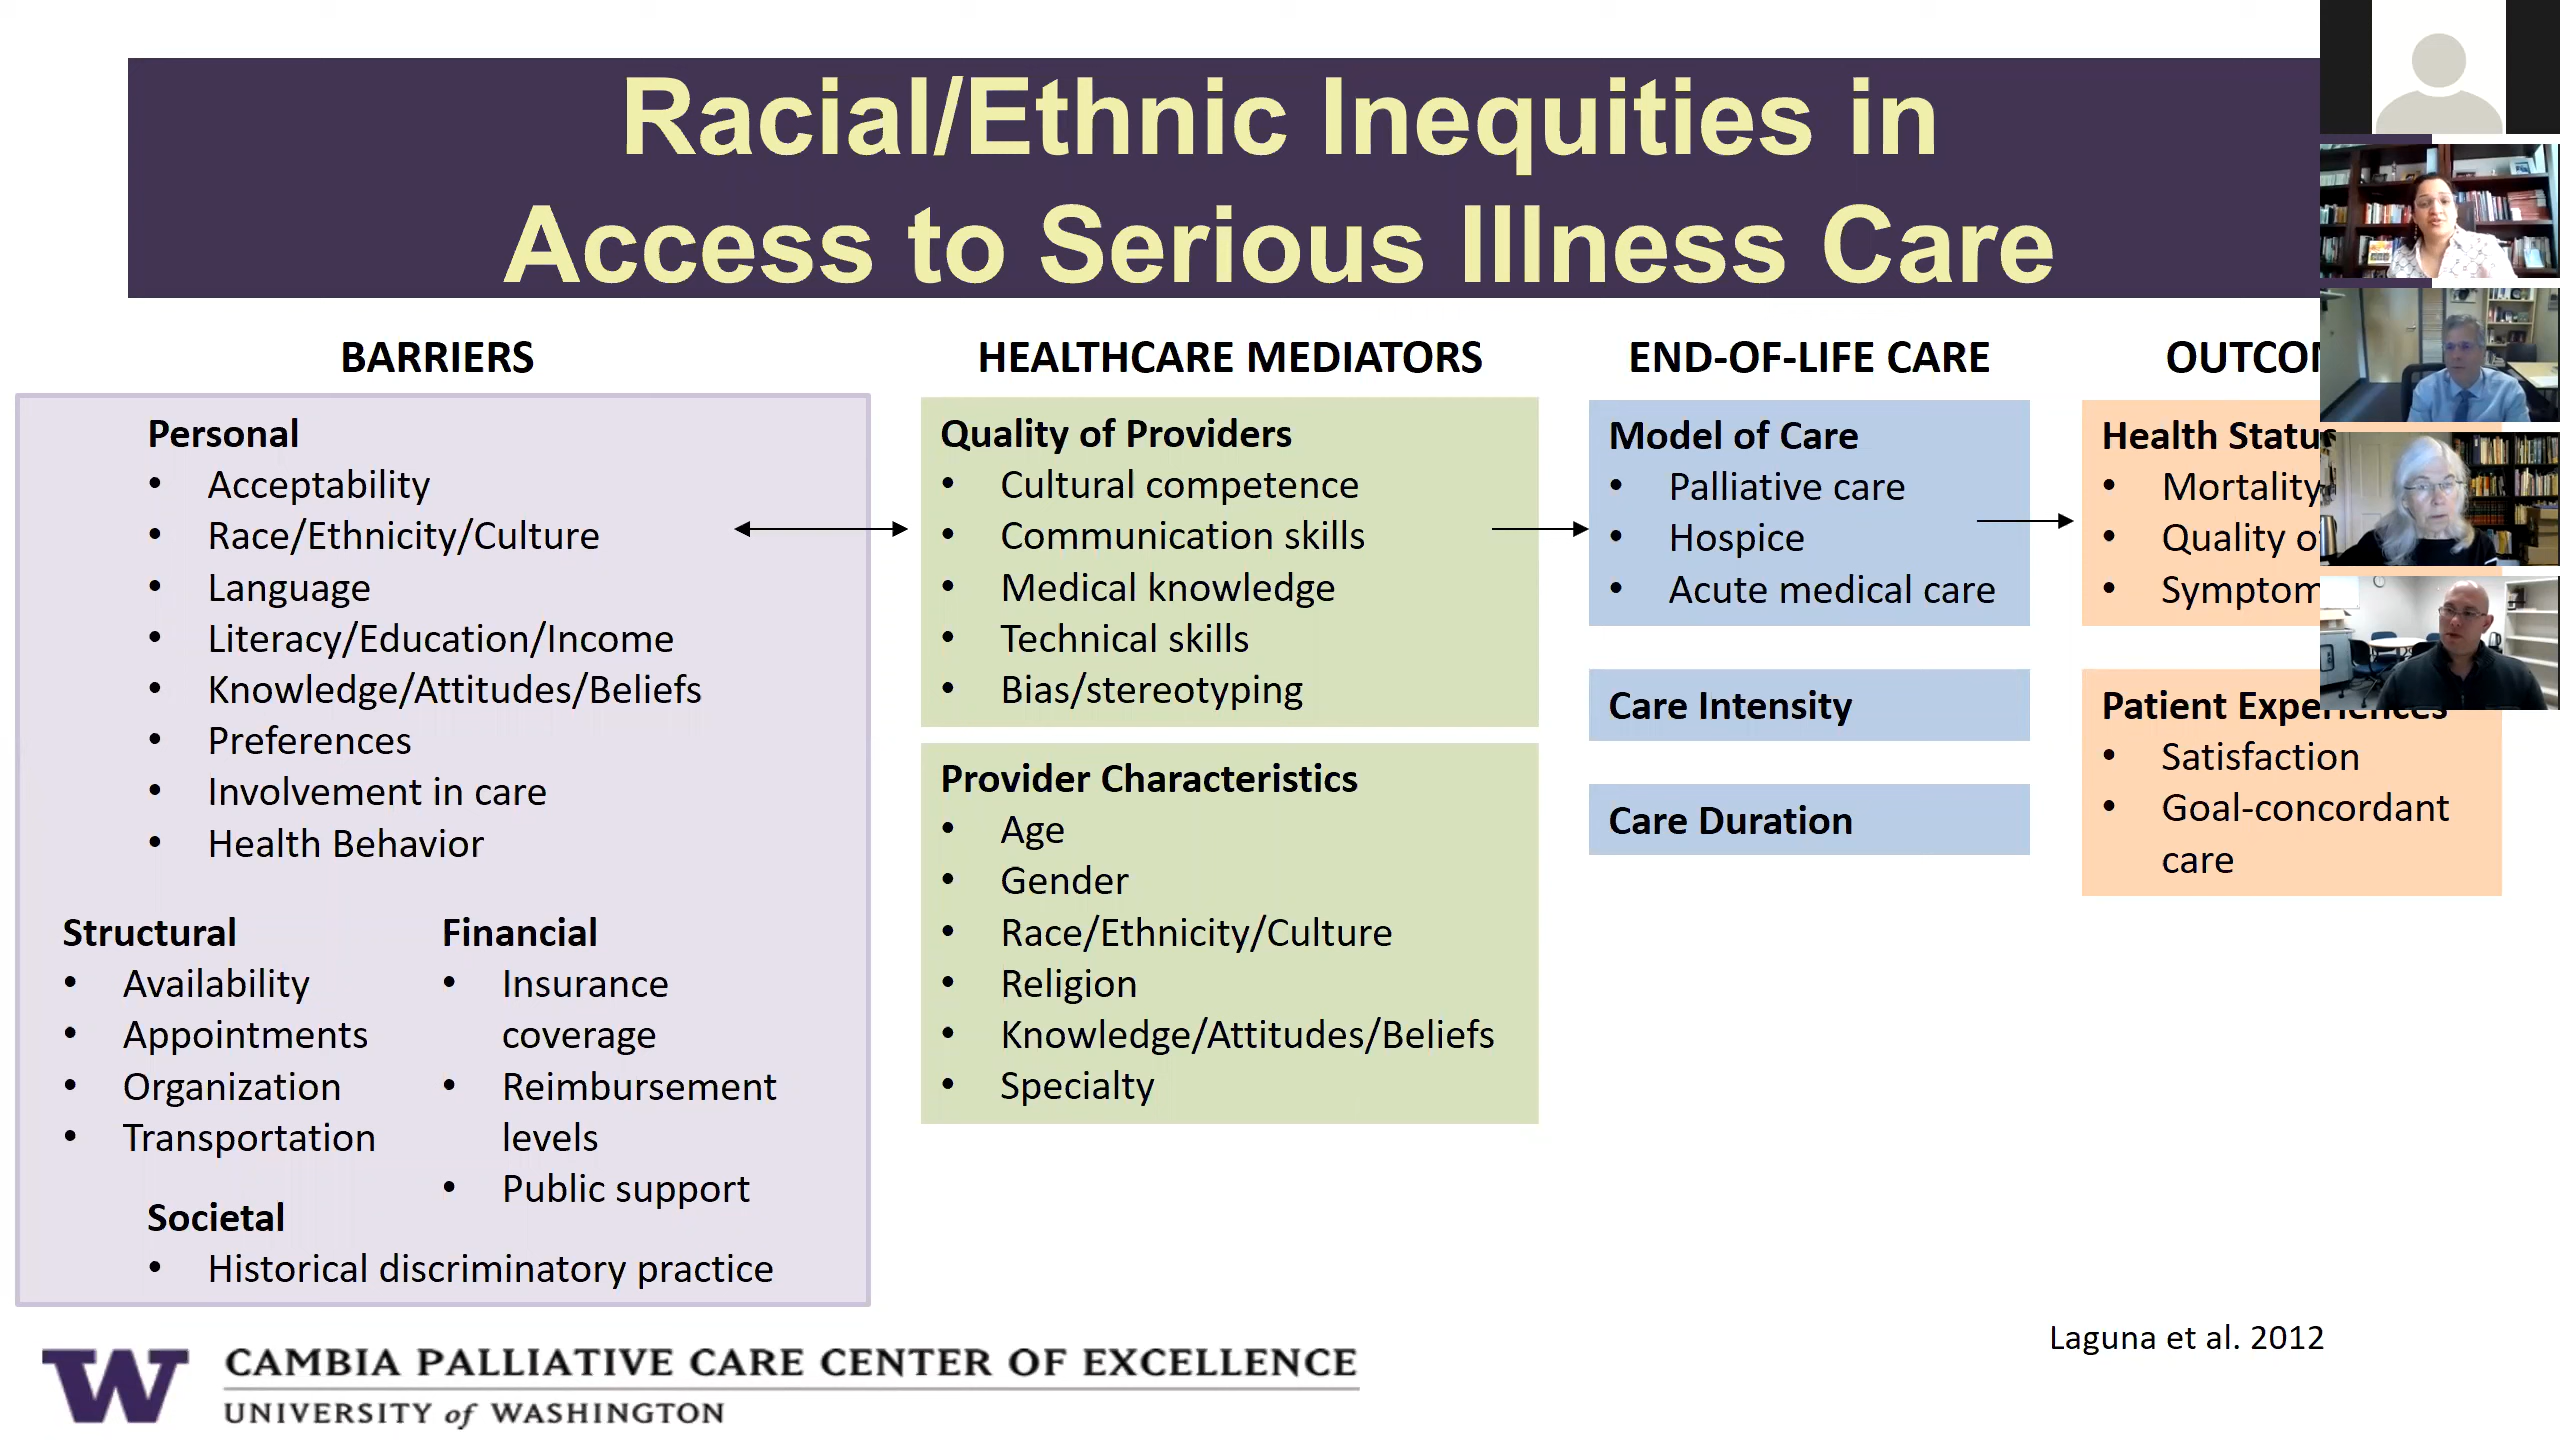 Racial/Ethnic Inequities in
Access to Serious Illness Care
BARRIERS
Personal
• Acceptability
• Race/Ethnicity/Culture
• Language
• Literacy/Education/Income
• Knowledge/Attitudes/Beliefs
• Preferences
• Involvement in care
• Health Behavior
Structural
• Availability
• Appointments
• Organization
• Transportation
Financial
• Insurance
coverage
• Reimbursement
levels
• Public support
Societal
• Historical discriminatory practice
HEALTHCARE MEDIATORS
Quality of Providers
• Cultural competence
• Communication skills
• Medical knowledge
• Technical skills
• Bias/stereotyping
Provider Characteristics
• Age
• Gender
• Race/Ethnicity/Culture
• Religion
• Knowledge/Attitudes/Beliefs
• Specialty
END-OF-LIFE CARE
Model of Care
• Palliative care
• Hospice
• Acute medical care
Care Intensity
Care Duration
Health Status
• Mortality
• Quality
• Symptom
Patient Experiences
• Satisfaction
• Goal-concordant
care
Laguna et al. 2012
W
CAMBIA PALLIATIVE CARE CENTER OF EXCELLENCE
UNIVERSITY of WASHINGTON